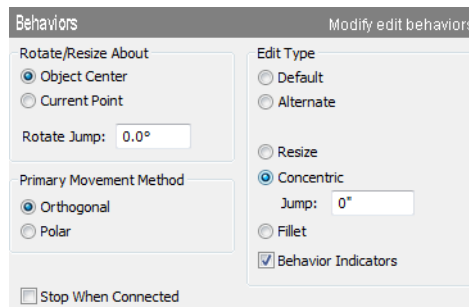 Behaviors
Modify edit behaviors
Rotate/Resize About
Object Center
Current Point
Rotate Jump: 0.0°
Primary Movement Method
Orthogonal
Polar
Stop When Connected
Edit Type
Default
Alternate
Resize
Concentric
Jump: 0"
Fillet
Behavior Indicators